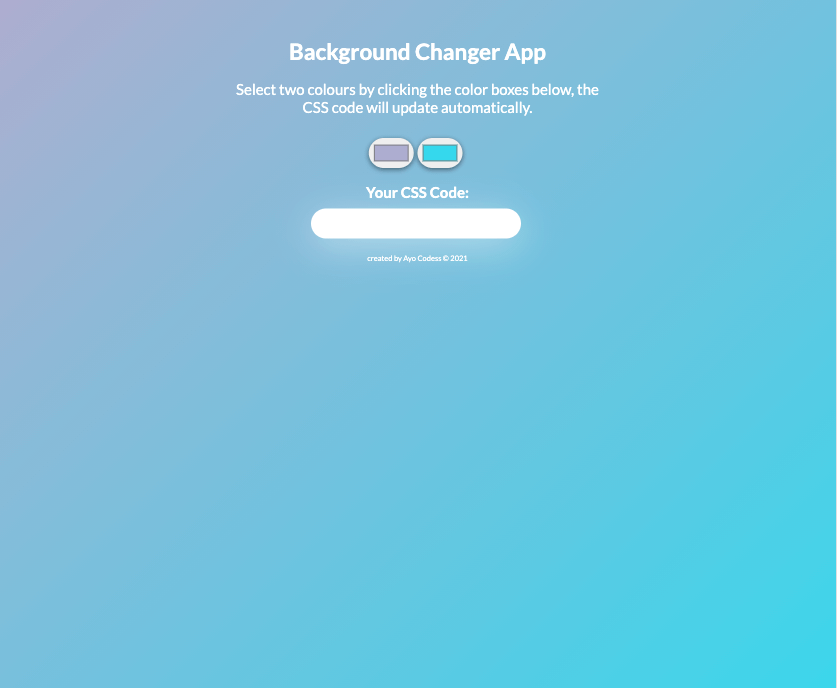 Background Changer App
Select two colours by clicking the color boxes below, the
CSS code will update automatically.
Your CSS Code:
created by Ayo Codess © 2021